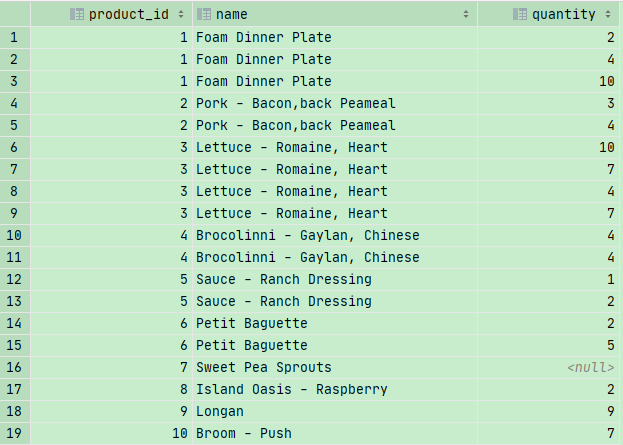 product_id name quantity
1 1 Foam Dinner Plate 2
2 1 Foam Dinner Plate 4
3 1 Foam Dinner Plate 10
4 2 Pork - Bacon,back Peameal 3
5 2 Pork - Bacon,back Peameal 4
6 3 Lettuce - Romaine, Heart 10
7 3 Lettuce - Romaine, Heart 7
8 3 Lettuce - Romaine, Heart 4
9 3 Lettuce - Romaine, Heart 7
10 4 Brocolinni - Gaylan, Chinese 4
11 4 Brocolinni - Gaylan, Chinese 4
12 5 Sauce - Ranch Dressing 1
13 5 Sauce - Ranch Dressing 2
14 6 Petit Baguette 2
15 6 Petit Baguette 5
16 7 Sweet Pea Sprouts <null>
17 8 Island Oasis - Raspberry 2
18 9 Longan 9
19 10 Broom - Push 7